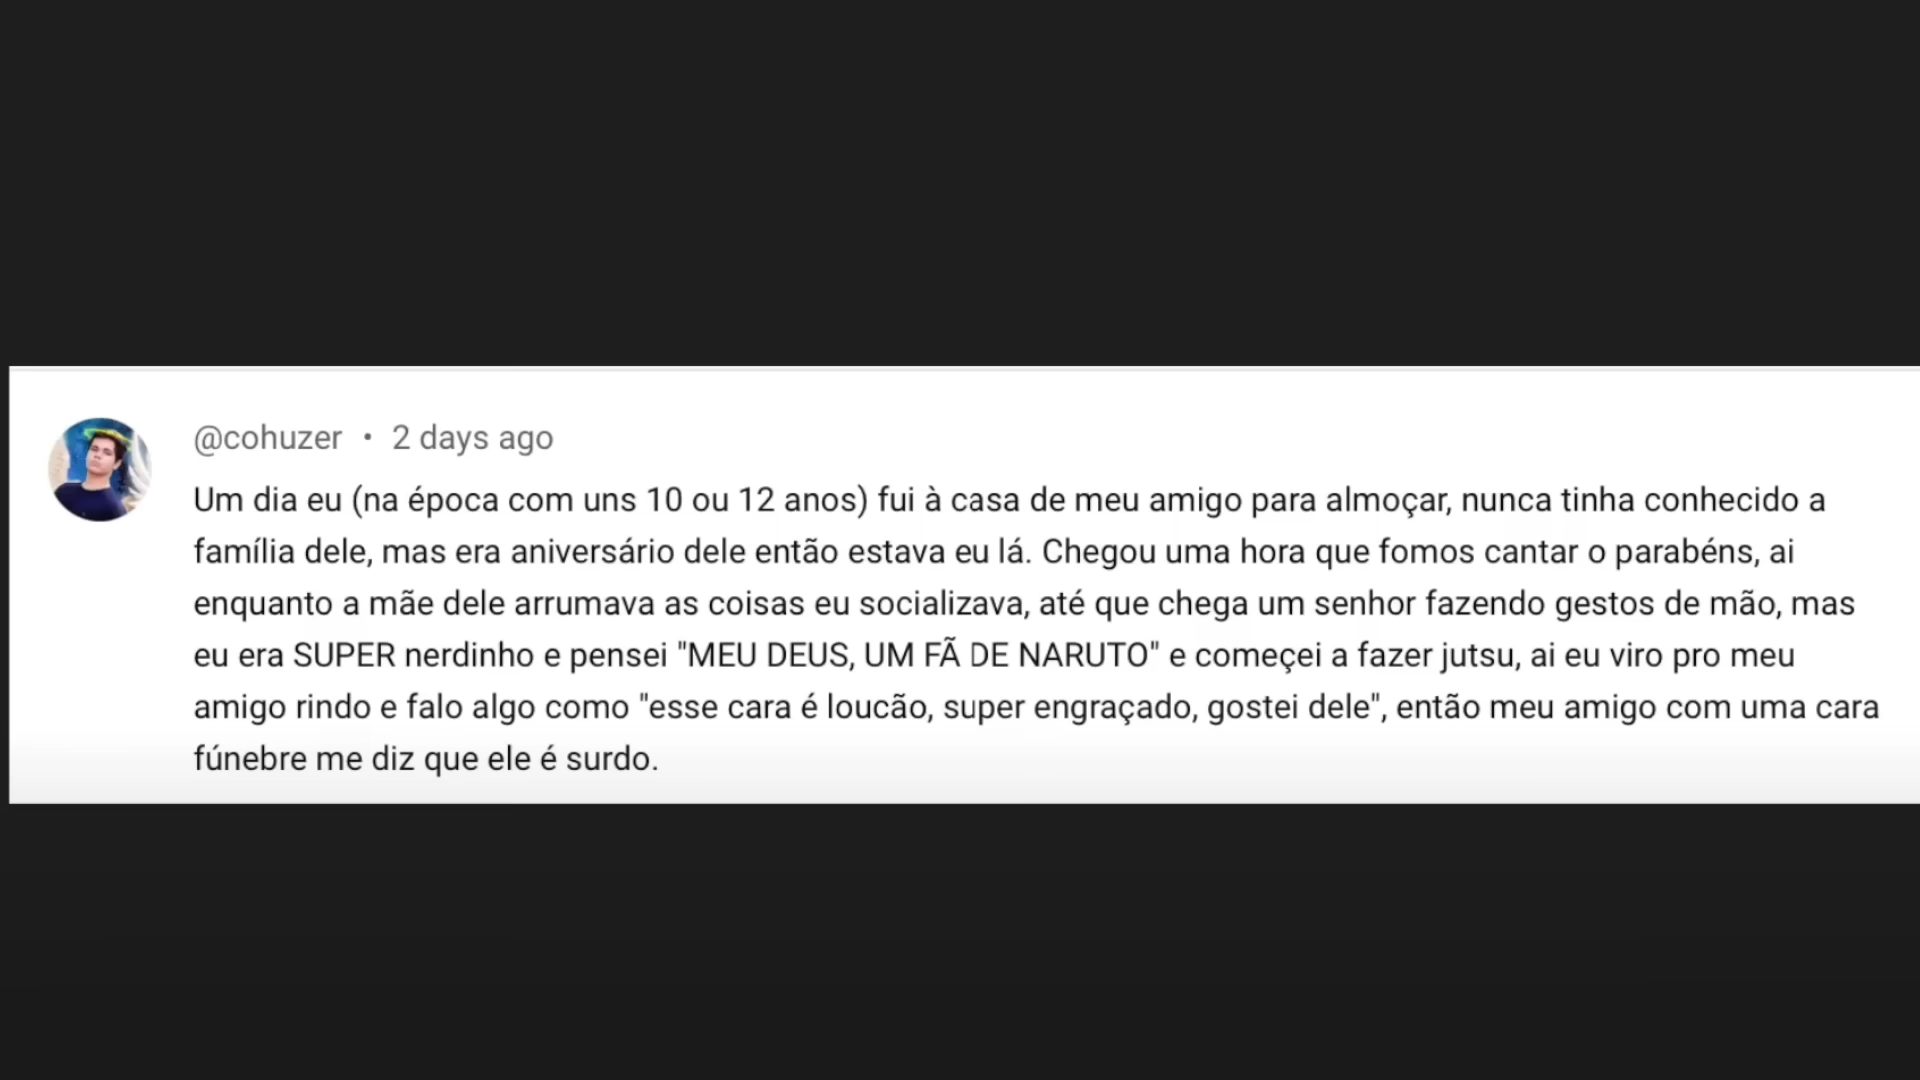 @cohuzer • 2 days ago
Um dia eu (na época com uns 10 ou 12 anos) fui à casa de meu amigo para almoçar, nunca tinha conhecido a
família dele, mas era aniversário dele então estava eu lá. Chegou uma hora que fomos cantar o parabéns, ai
enquanto a mãe dele arrumava as coisas eu socializava, até que chega um senhor fazendo gestos de mão, mas
eu era SUPER nerdinho e pensei "MEU DEUS, UM FÃ DE NARUTO" e começei a fazer jutsu, ai eu viro pro meu
amigo rindo e falo algo como "esse cara é loucão, super engraçado, gostei dele", então meu amigo com uma cara
fúnebre me diz que ele é surdo.